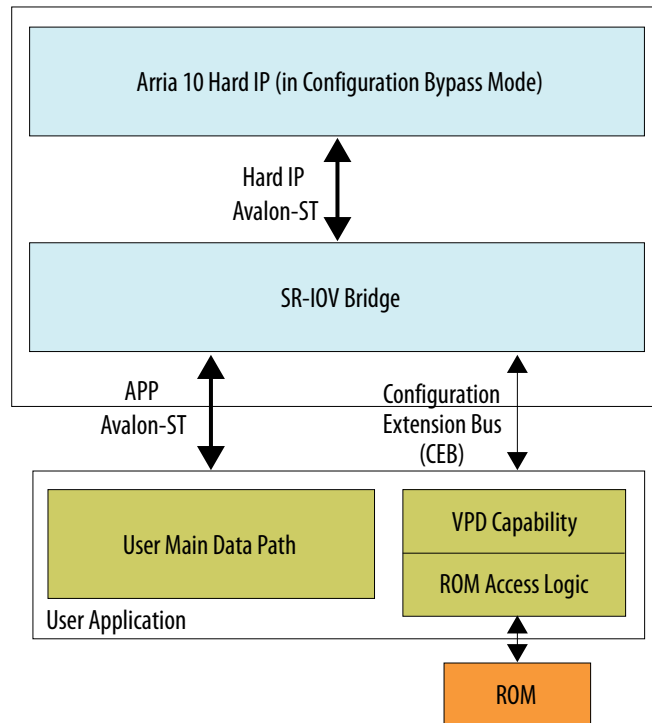 Arria 10 Hard IP (in Configuration Bypass Mode)
Hard IP
Avalon-ST
SR-IOV Bridge
APP
Avalon-ST
Configuration
Extension Bus
(CEB)
User Main Data Path
VPD Capability
ROM Access Logic
User Application
ROM